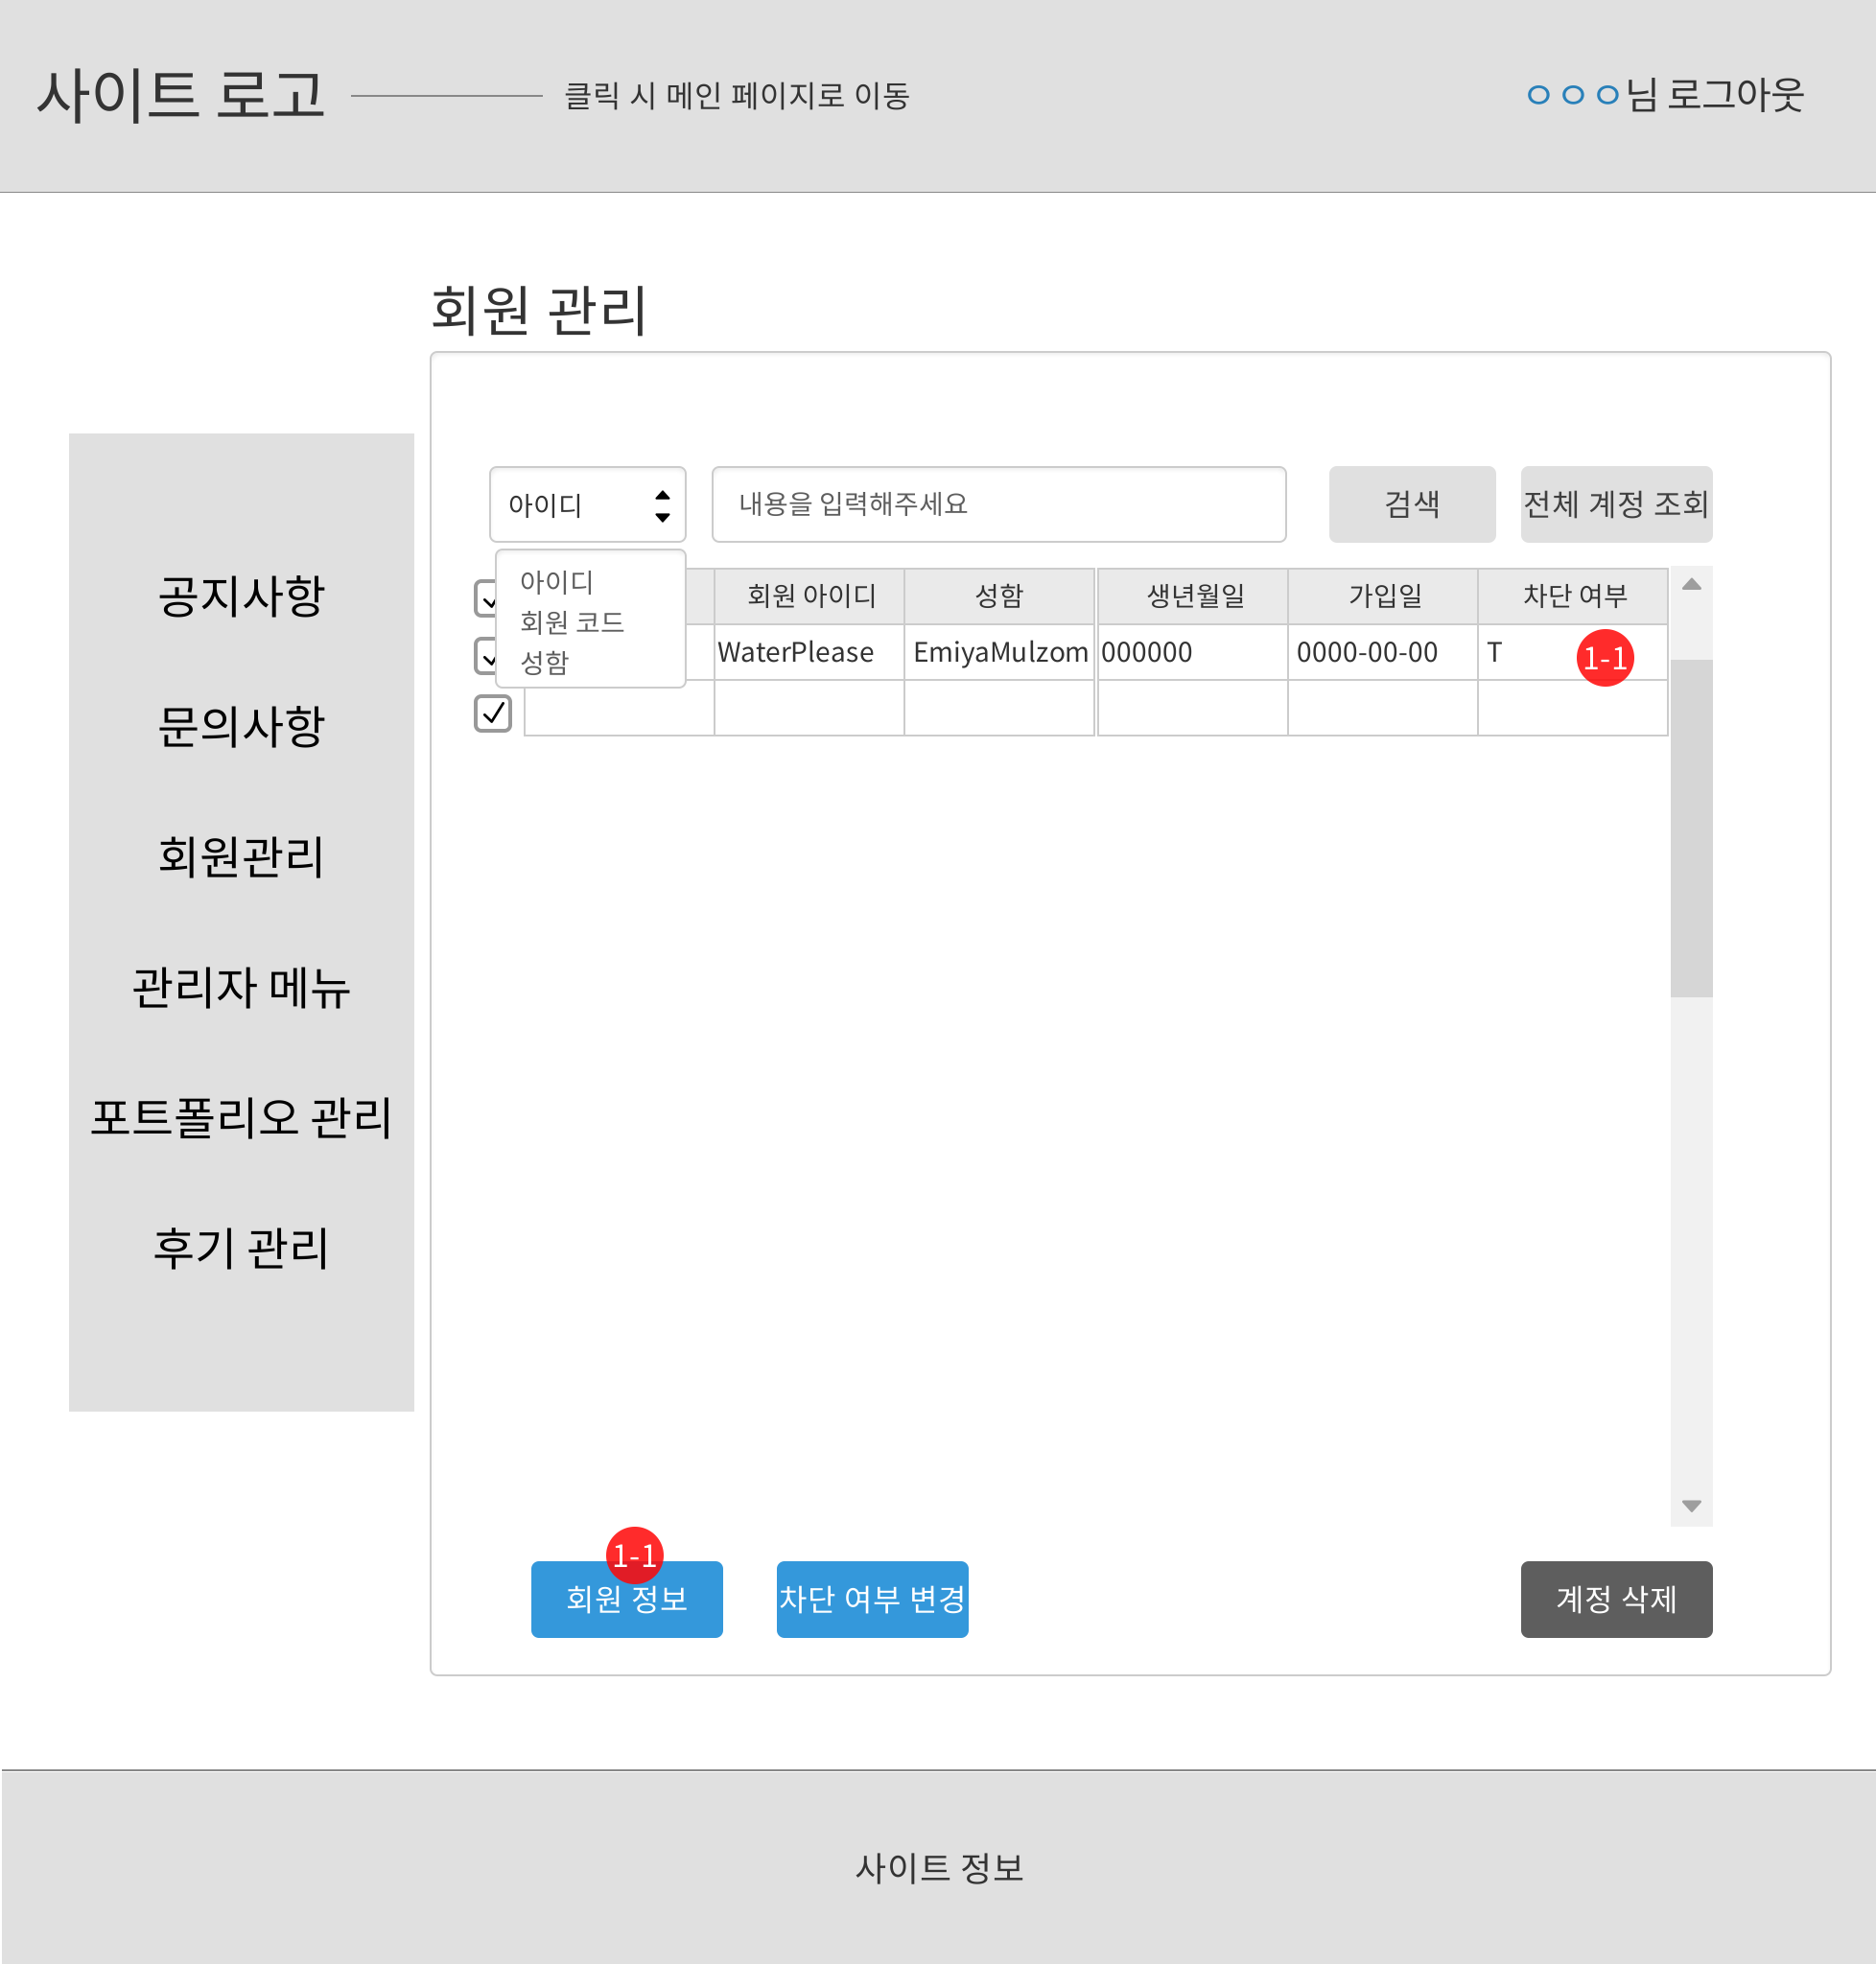 사이트 로고
클릭 시 메인 페이지로 이동
ㅇㅇㅇ님 로그아웃
회원 관리
공지사항
문의사항
회원관리
관리자 메뉴
포트폴리오 관리
후기 관리
아이디
내용을 입력해주세요
검색
전체 계정 조회
아이디
회원 코드
성함
회원 아이디 성함 생년월일 가입일 차단 여부
WaterPlease EmiyaMulzom 000000 0000-00-00 T 1-1
1-1
회원 정보
차단 여부 변경
계정 삭제
사이트 정보